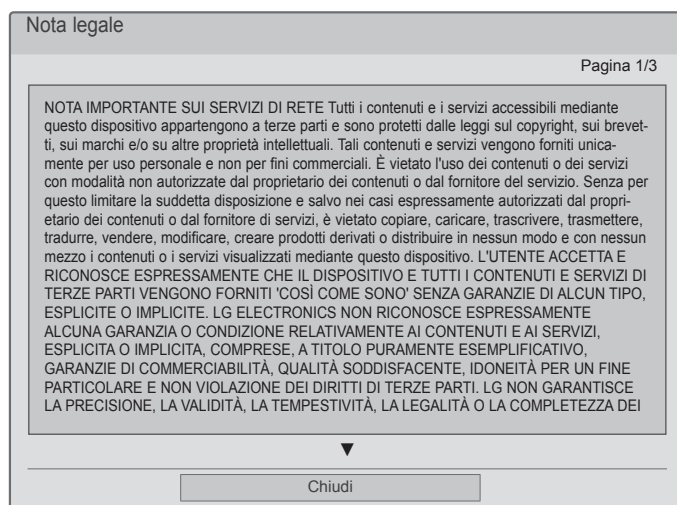 Nota legale
Pagina 1/3
NOTA IMPORTANTE SUI SERVIZI DI RETE Tutti i contenuti e i servizi accessibili mediante
questo dispositivo appartengono a terze parti e sono protetti dalle leggi sul copyright, sui brevet-
ti, sui marchi e/o su altre proprietà intellettuali. Tali contenuti e servizi vengono forniti unica-
mente per uso personale e non per fini commerciali. È vietato l'uso dei contenuti o dei servizi
con modalità non autorizzate dal proprietario dei contenuti o dal fornitore del servizio. Senza per
questo limitare la suddetta disposizione e salvo nei casi espressamente autorizzati dal propri-
etario dei contenuti o dal fornitore di servizi, è vietato copiare, caricare, trascrivere, trasmettere,
tradurre, vendere, modificare, creare prodotti derivati o distribuire in nessun modo e con nessun
mezzo i contenuti o i servizi visualizzati mediante questo dispositivo. L'UTENTE ACCETTA E
RICONOSCE ESPRESSAMENTE CHE IL DISPOSITIVO E TUTTI I CONTENUTI E SERVIZI DI
TERZE PARTI VENGONO FORNITI 'COSÌ COME SONO' SENZA GARANZIE DI ALCUN TIPO,
ESPLICITE O IMPLICITE. LG ELECTRONICS NON RICONOSCE ESPRESSAMENTE
ALCUNA GARANZIA O CONDIZIONE RELATIVAMENTE AI CONTENUTI E AI SERVIZI,
ESPLICITA O IMPLICITA, COMPRESE, A TITOLO PURAMENTE ESEMPLIFICATIVO,
GARANZIE DI COMMERCIABILITÀ, QUALITÀ SODDISFACENTE, IDONEITÀ PER UN FINE
PARTICOLARE E NON VIOLAZIONE DEI DIRITTI DI TERZE PARTI. LG NON GARANTISCE
LA PRECISIONE, LA VALIDITÀ, LA TEMPESTIVITÀ, LA LEGALITÀ O LA COMPLETEZZA DEI
▼
Chiudi